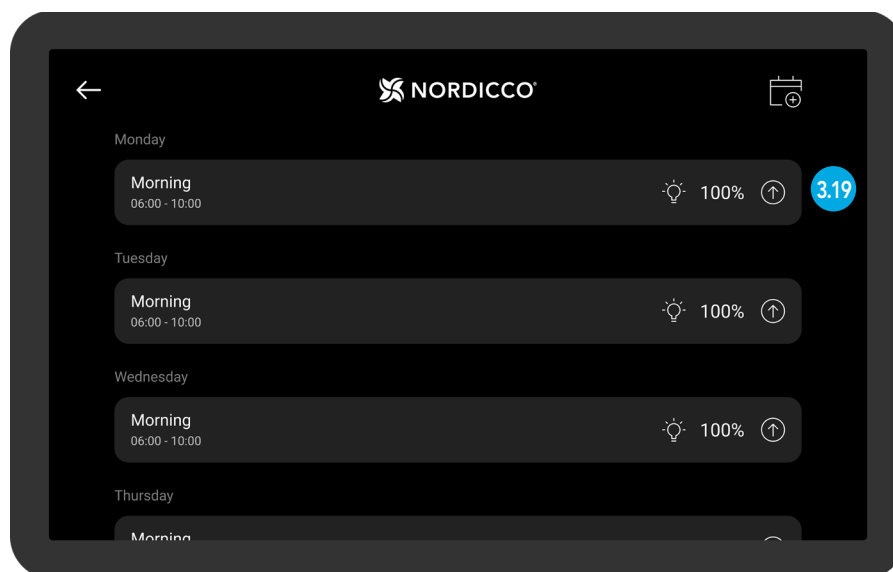 NORDICCO®
Monday
Morning
06:00 - 10:00
100%
3.19
Tuesday
Morning
06:00 - 10:00
100%
Wednesday
Morning
06:00 - 10:00
100%
Thursday
Morning